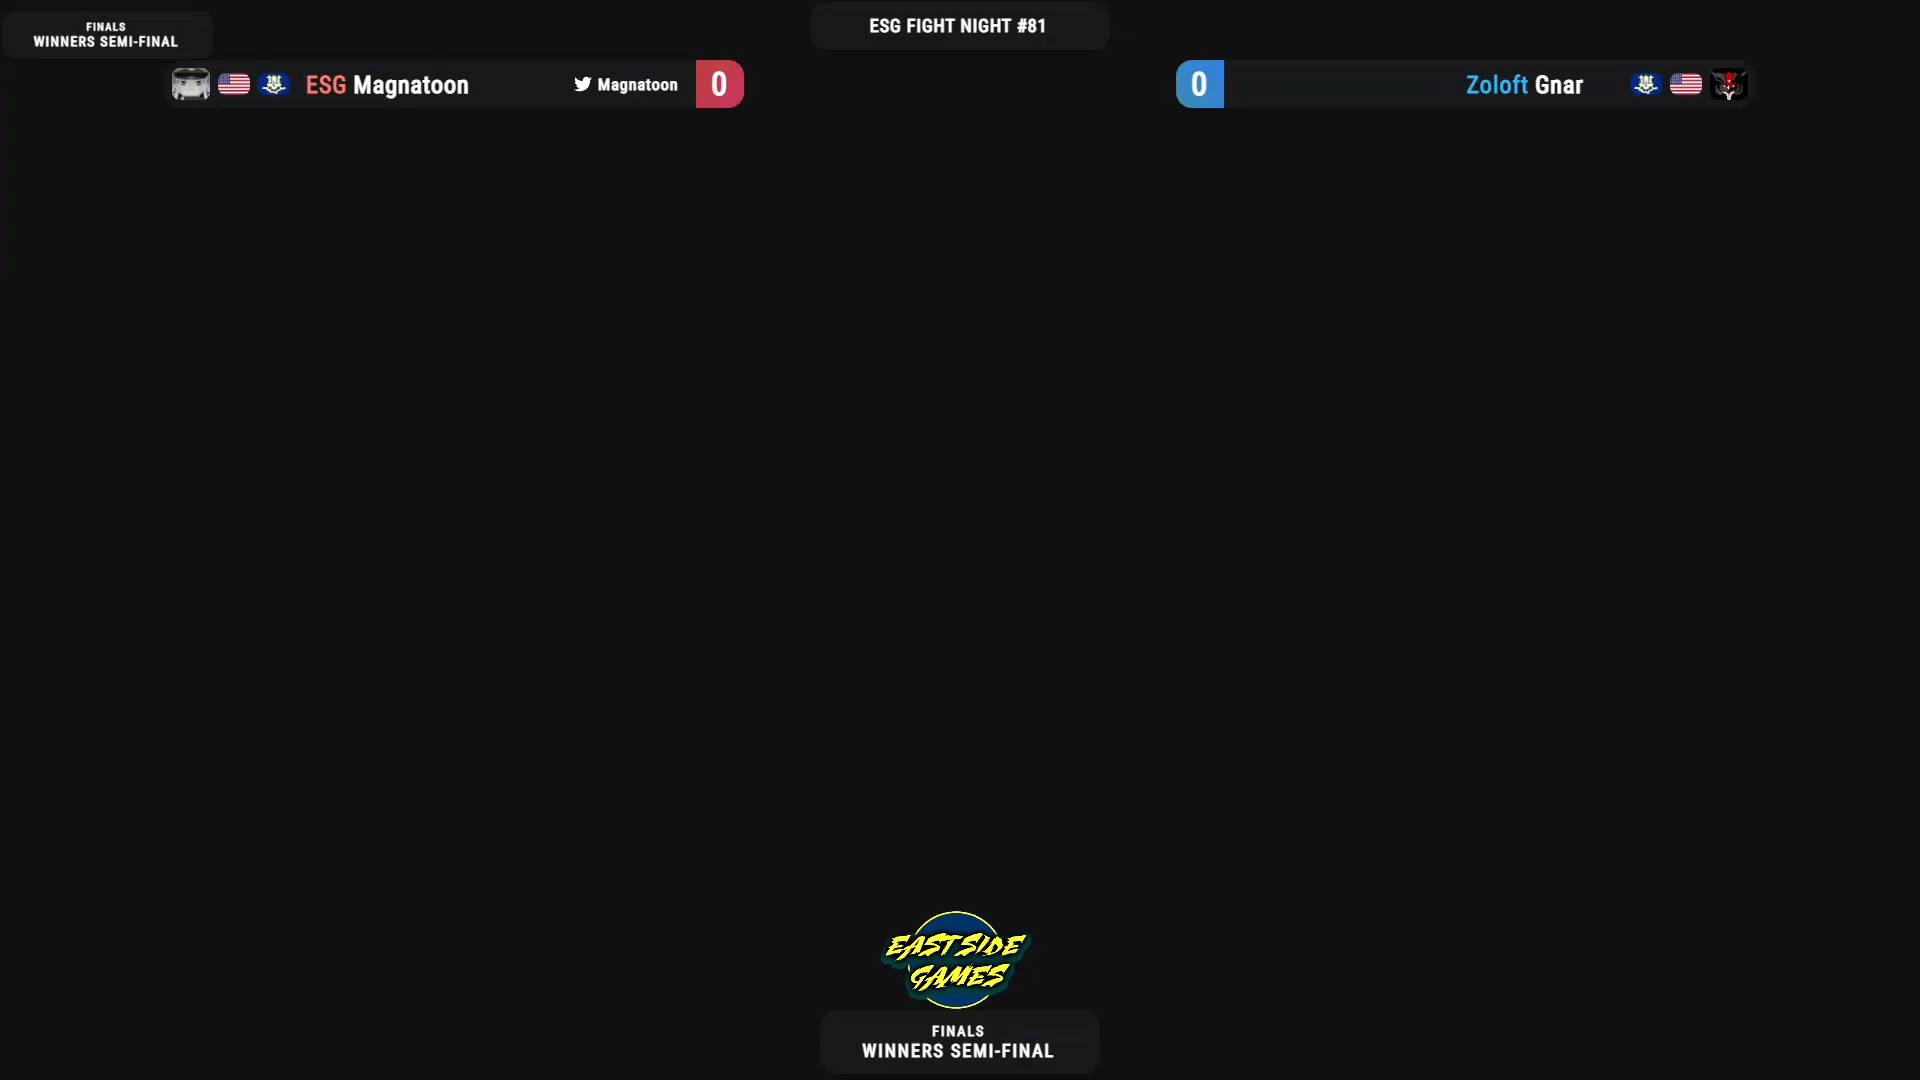 FINALS
WINNERS SEMI-FINAL
ESG FIGHT NIGHT #81
ESG Magnatoon
Magnatoon
0
0
Zoloft Gnar
EAST SIDE
GAMES
FINALS
WINNERS SEMI-FINAL